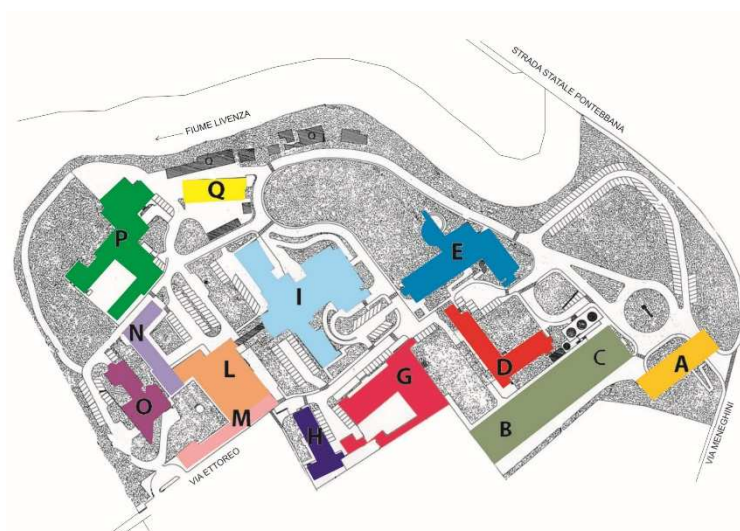 STRADA STATALE PONTEBBANA
FIUME LIVENZA
Q
Q
Q
P
E
I
N
C
A
D
L
G
O
B
M
H
VIA ETTOREO
VIA MENEGHINI